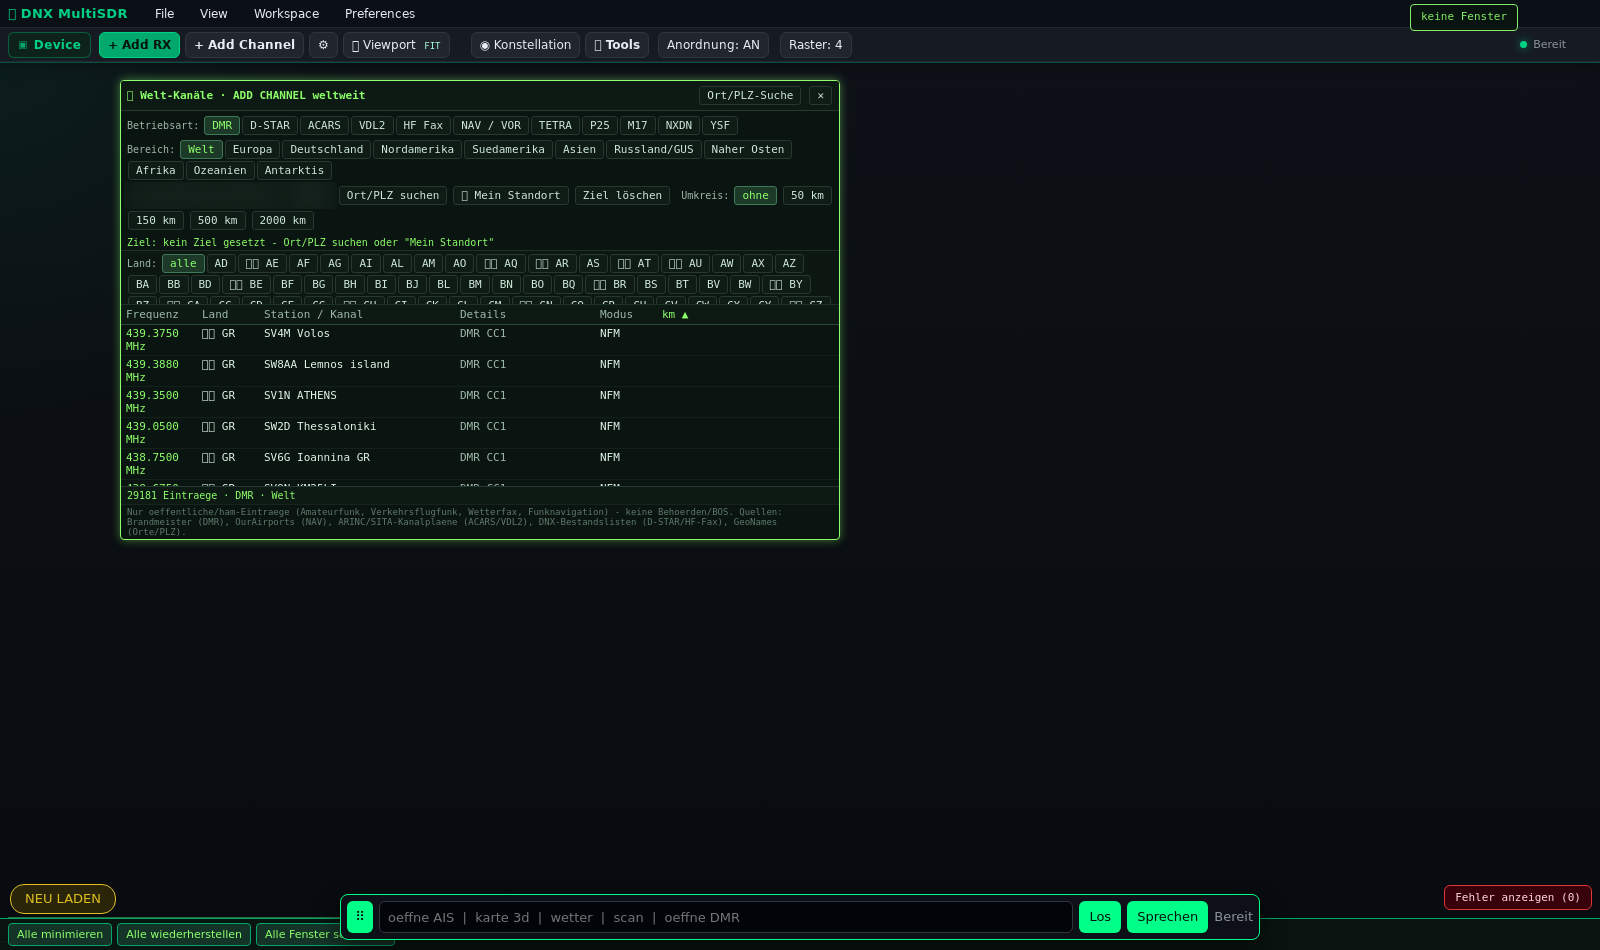 DNX MultiSDR File View Workspace Preferences
keine Fenster
Device + Add RX + Add Channel Viewport FIT Konstellation Tools Anordnung: AN Raster: 4 Bereit
Welt-Kanäle · ADD CHANNEL weltweit Ort/PLZ-Suche ×
Betriebsart: DMR D-STAR ACARS VDL2 HF Fax NAV / VOR TETRA P25 M17 NXDN YSF
Bereich: Welt Europa Deutschland Nordamerika Suedamerika Asien Russland/GUS Naher Osten
Afrika Ozeanien Antarktis
Ort/PLZ suchen Mein Standort Ziel löschen Umkreis: ohne 50 km
150 km 500 km 2000 km
Ziel: kein Ziel gesetzt - Ort/PLZ suchen oder "Mein Standort"
Land: alle AD AE AF AG AI AL AM AO AQ AR AS AT AU AW AX AZ
BA BB BD BE BF BG BH BI BJ BL BM BN BO BQ BR BS BT BV BW BY
Frequenz Land Station / Kanal Details Modus km ▲
439.3750 MHz GR SV4M Volos DMR CC1 NFM
439.3880 MHz GR SW8AA Lemnos island DMR CC1 NFM
439.3500 MHz GR SV1N ATHENS DMR CC1 NFM
439.0500 MHz GR SW2D Thessaloniki DMR CC1 NFM
438.7500 MHz GR SV6G Ioannina GR DMR CC1 NFM
29181 Eintraege · DMR · Welt
Nur oeffentliche/ham-Eintraege (Amateurfunk, Verkehrsflugfunk, Wetterfax, Funknavigation) - keine Behoerden/BOS. Quellen:
Brandmeister (DMR), OurAirports (NAV), ARINC/SITA-Kanalplaene (ACARS/VDL2), DNX-Bestandslisten (D-STAR/HF-Fax), GeoNames
(Orte/PLZ).
NEU LADEN
Fehler anzeigen (0)
oeffne AIS | karte 3d | wetter | scan | oeffne DMR Los Sprechen Bereit
Alle minimieren Alle wiederherstellen Alle Fenster